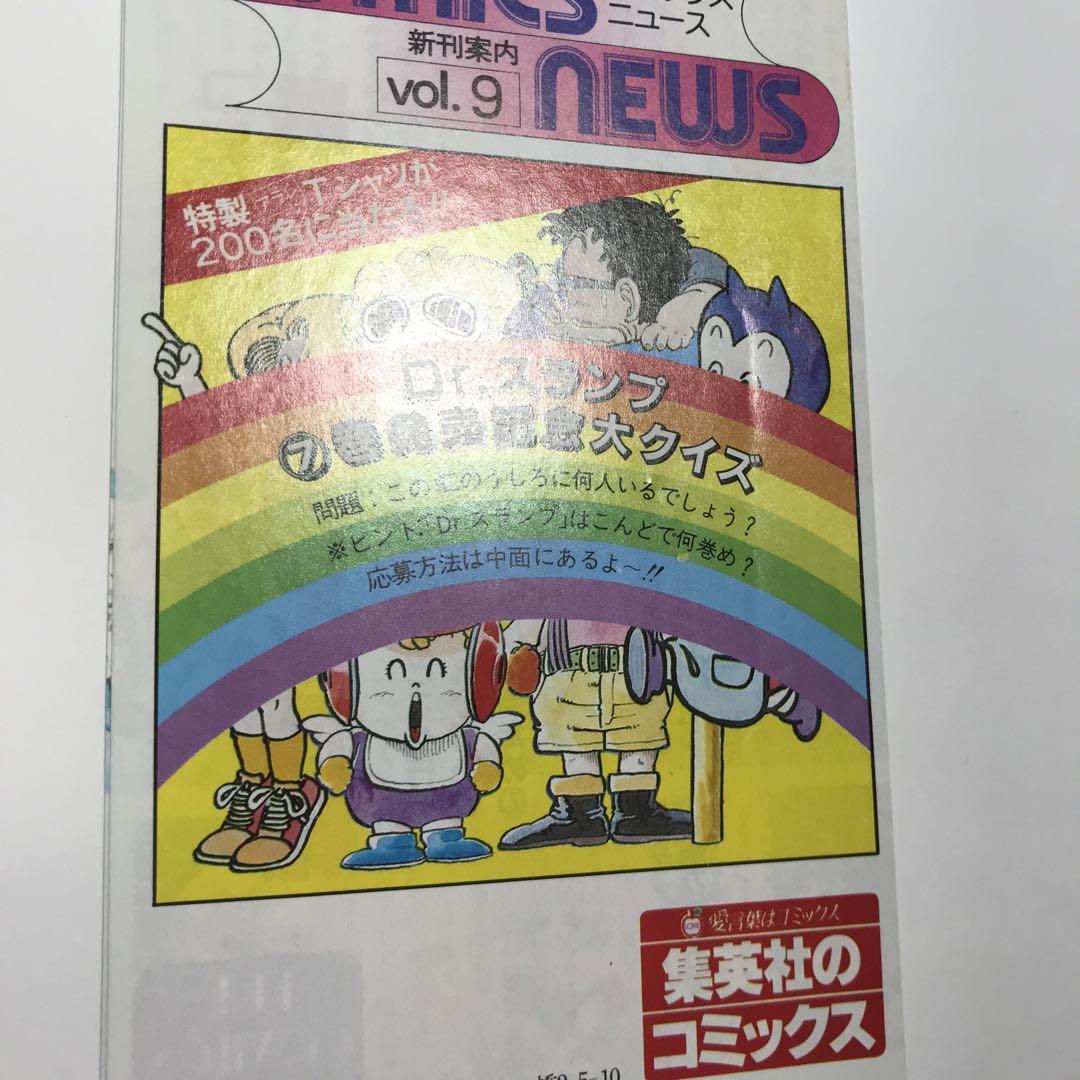 ニュース
新刊案内
vol. 9
NEWS
特製 Tシャツが
200名に当たる!!
Dr.スランプ
⑦巻発売記念大クイズ
問題：この虹のうしろに何人いるでしょう？
※ヒント:「Dr.スランプ」はこんどで何巻め？
応募方法は中面にあるよ〜!!
LOVE
愛言葉はコミックス
集英社の
コミックス